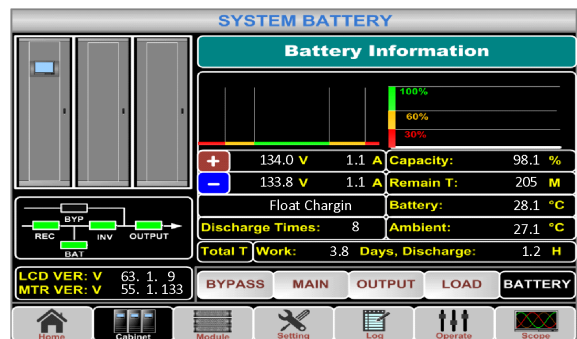 SYSTEM BATTERY
Battery Information
100%
60%
30%
+ 134.0 V 1.1 A Capacity: 98.1 %
− 133.8 V 1.1 A Remain T: 205 M
Float Chargin Battery: 28.1 °C
Discharge Times: 8 Ambient: 27.1 °C
Total T Work: 3.8 Days, Discharge: 1.2 H
BYP
REC INV OUTPUT
BAT
LCD VER: V 63. 1. 9
MTR VER: V 55. 1.133
BYPASS MAIN OUTPUT LOAD BATTERY
Home Cabinet Module Setting Log Operate Scope